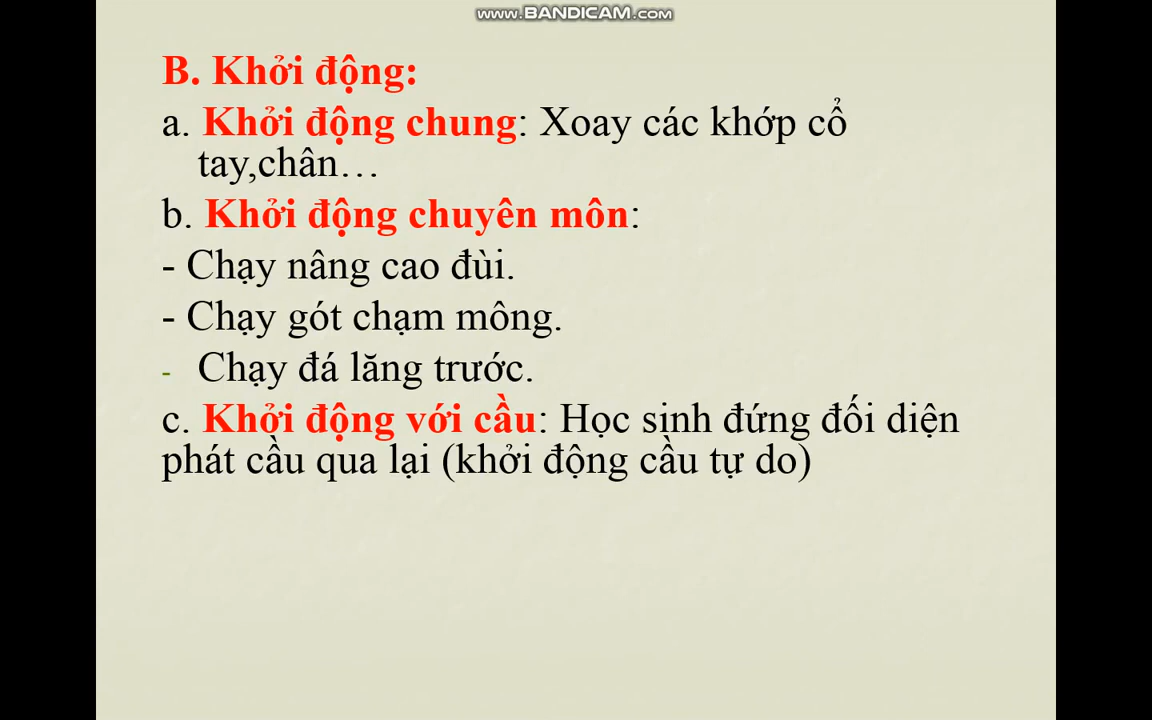 www.BANDICAM.com
B. Khởi động:
a. Khởi động chung: Xoay các khớp cổ
tay,chân…
b. Khởi động chuyên môn:
- Chạy nâng cao đùi.
- Chạy gót chạm mông.
- Chạy đá lăng trước.
c. Khởi động với cầu: Học sinh đứng đối diện
phát cầu qua lại (khởi động cầu tự do)